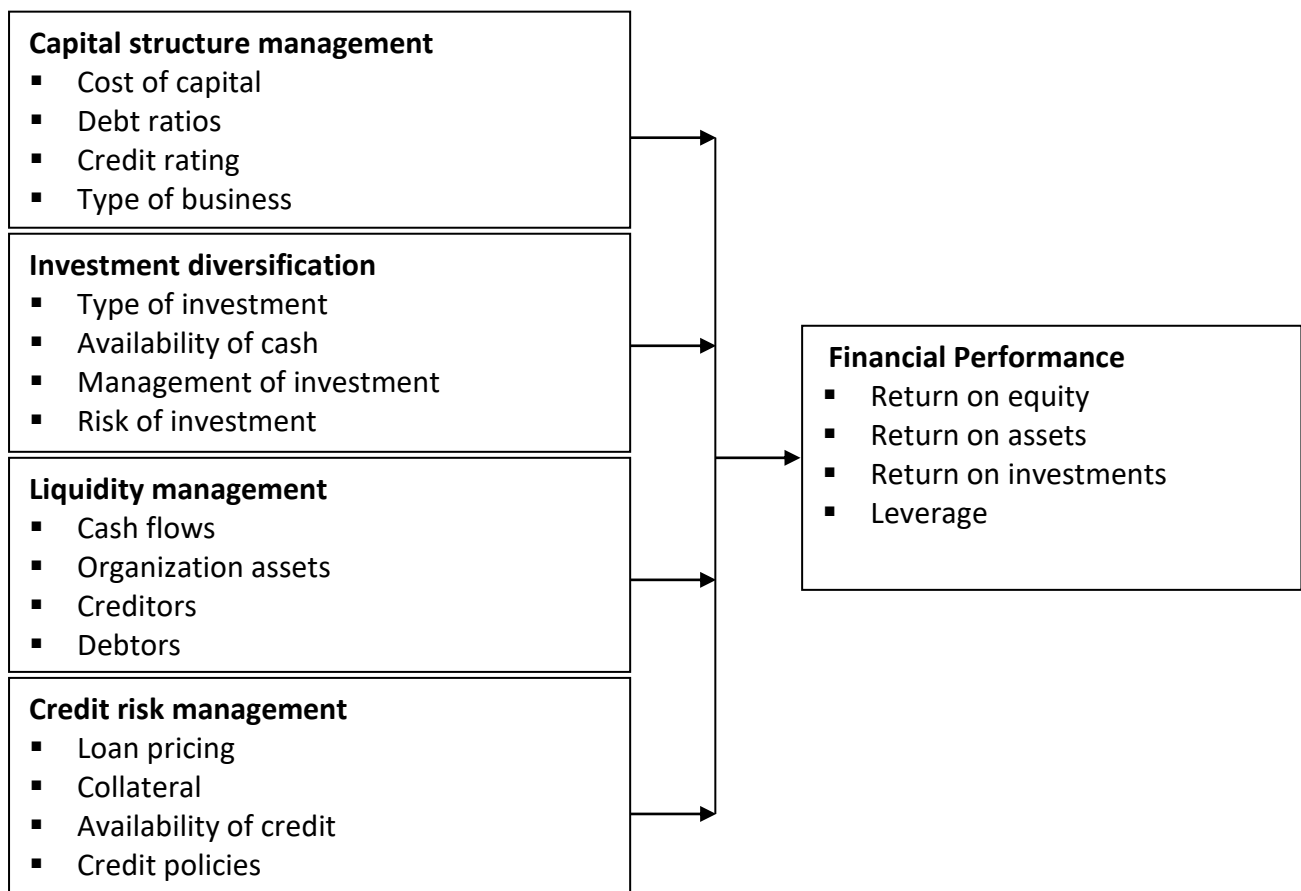 Capital structure management
▪ Cost of capital
▪ Debt ratios
▪ Credit rating
▪ Type of business
Investment diversification
▪ Type of investment
▪ Availability of cash
▪ Management of investment
▪ Risk of investment
Liquidity management
▪ Cash flows
▪ Organization assets
▪ Creditors
▪ Debtors
Credit risk management
▪ Loan pricing
▪ Collateral
▪ Availability of credit
▪ Credit policies
Financial Performance
▪ Return on equity
▪ Return on assets
▪ Return on investments
▪ Leverage